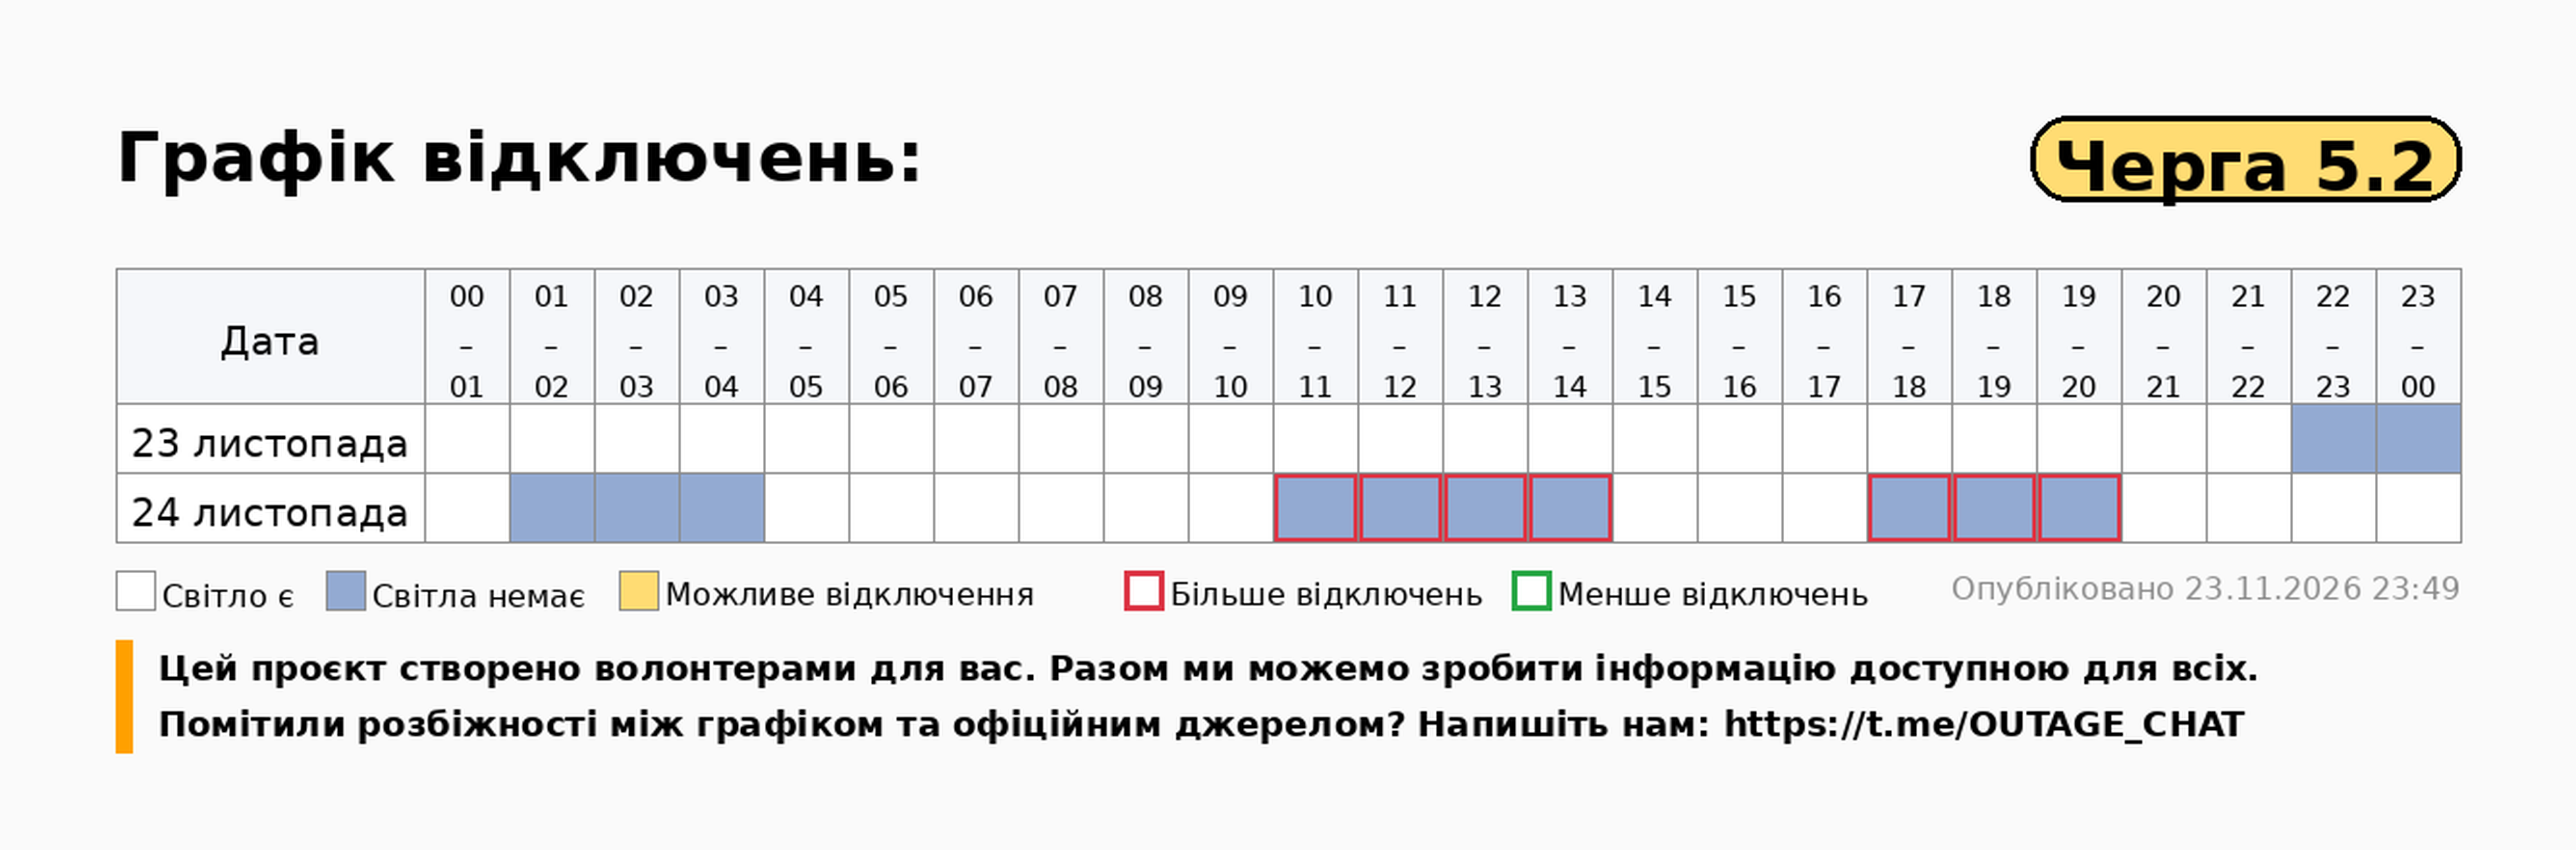 Графік відключень:
Черга 5.2
Дата
00 – 01
01 – 02
02 – 03
03 – 04
04 – 05
05 – 06
06 – 07
07 – 08
08 – 09
09 – 10
10 – 11
11 – 12
12 – 13
13 – 14
14 – 15
15 – 16
16 – 17
17 – 18
18 – 19
19 – 20
20 – 21
21 – 22
22 – 23
23 – 00
23 листопада
24 листопада
Світло є
Світла немає
Можливе відключення
Більше відключень
Менше відключень
Опубліковано 23.11.2026 23:49
Цей проєкт створено волонтерами для вас. Разом ми можемо зробити інформацію доступною для всіх.
Помітили розбіжності між графіком та офіційним джерелом? Напишіть нам: https://t.me/OUTAGE_CHAT